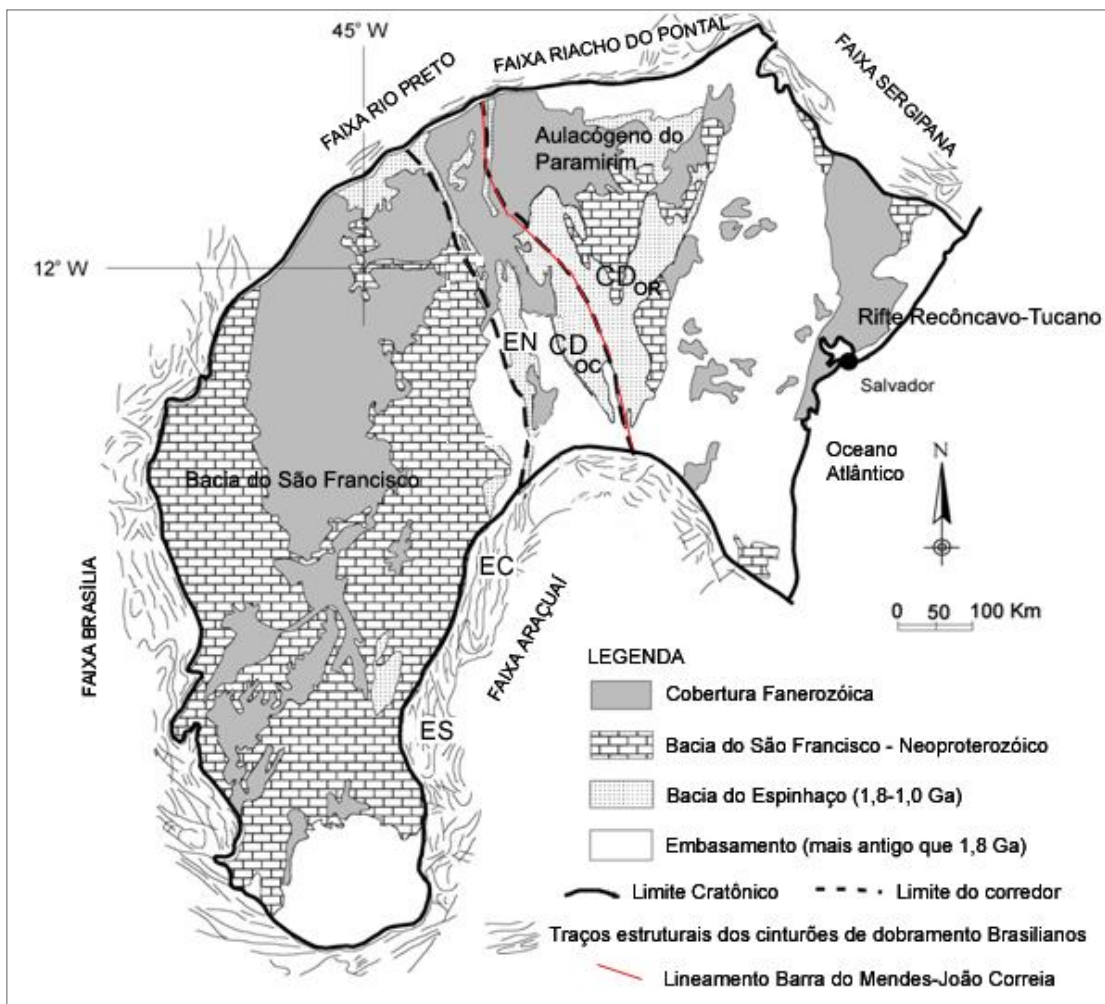 45° W
FAIXA RIACHO DO PONTAL
FAIXA RIO PRETO
FAIXA SERGIPANA
Aulacógeno do
Paramirim
12° W
CD OR
Rifte Recôncavo-Tucano
EN
CD OC
Salvador
Oceano
Atlântico
N
Bacia do São Francisco
EC
FAIXA BRASÍLIA
FAIXA ARAÇUAÍ
ES
0 50 100 Km
LEGENDA
Cobertura Fanerozóica
Bacia do São Francisco - Neoproterozóico
Bacia do Espinhaço (1,8-1,0 Ga)
Embasamento (mais antigo que 1,8 Ga)
Limite Cratônico
Limite do corredor
Traços estruturais dos cinturões de dobramento Brasilianos
Lineamento Barra do Mendes-João Correia